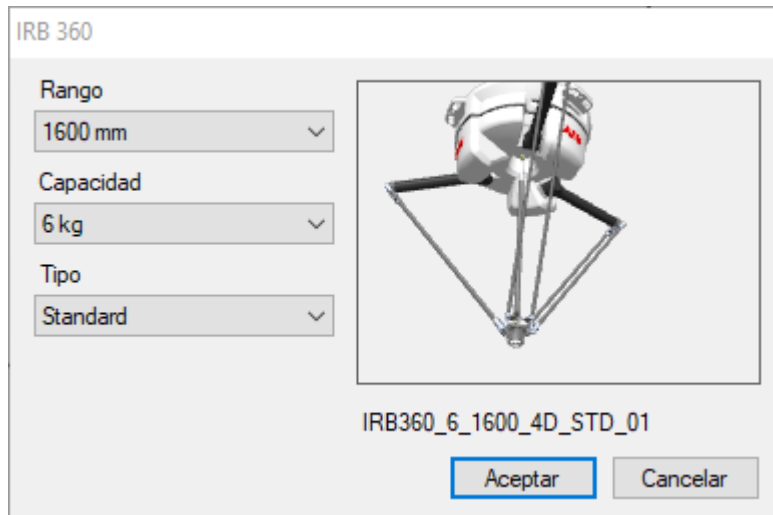 IRB 360
Rango
1600 mm
Capacidad
6 kg
Tipo
Standard
IRB360_6_1600_4D_STD_01
Aceptar
Cancelar